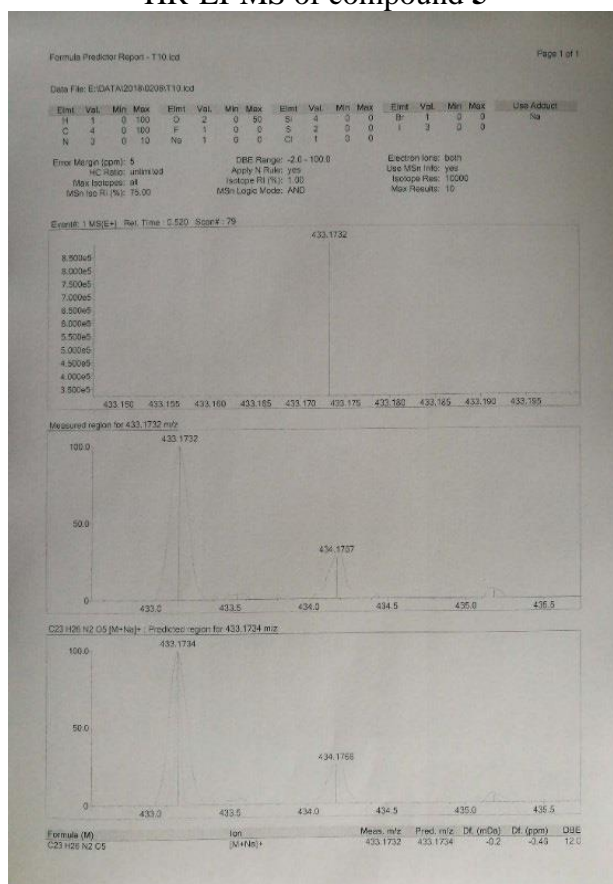 HR-EI-MS of compound 5
Formula Predictor Report - T10.lcd Page 1 of 1
Data File: E:\DATA\2018\0208\T10.lcd
Elmt Val. Min Max Elmt Val. Min Max Elmt Val. Min Max Elmt Val. Min Max Use Adduct
H 1 0 100 O 2 0 50 Si 4 0 0 Br 1 0 0 Na
C 4 0 100 F 1 0 0 S 2 0 0 I 3 0 0
N 3 0 10 Na 1 0 0 Cl 1 0 0
Error Margin (ppm): 5 DBE Range: -2.0 - 100.0 Electron Ions: both
HC Ratio: unlimited Apply N Rule: yes Use MSn Info: yes
Max Isotopes: all Isotope RI (%): 1.00 Isotope Res: 10000
MSn Iso RI (%): 75.00 MSn Logic Mode: AND Max Results: 10
Event#: 1 MS(E+) Ret. Time : 0.520 Scan# : 79
433.1732
8.500e5
8.000e5
7.500e5
7.000e5
6.500e5
6.000e5
5.500e5
5.000e5
4.500e5
4.000e5
3.500e5
433.150 433.155 433.160 433.165 433.170 433.175 433.180 433.185 433.190 433.195
Measured region for 433.1732 m/z
433.1732
100.0
50.0
434.1767
0
433.0 433.5 434.0 434.5 435.0 435.5
C23 H26 N2 O5 [M+Na]+ : Predicted region for 433.1734 m/z
433.1734
100.0
50.0
434.1766
0
433.0 433.5 434.0 434.5 435.0 435.5
Formula (M) Ion Meas. m/z Pred. m/z Df. (mDa) Df. (ppm) DBE
C23 H26 N2 O5 [M+Na]+ 433.1732 433.1734 -0.2 -0.46 12.0